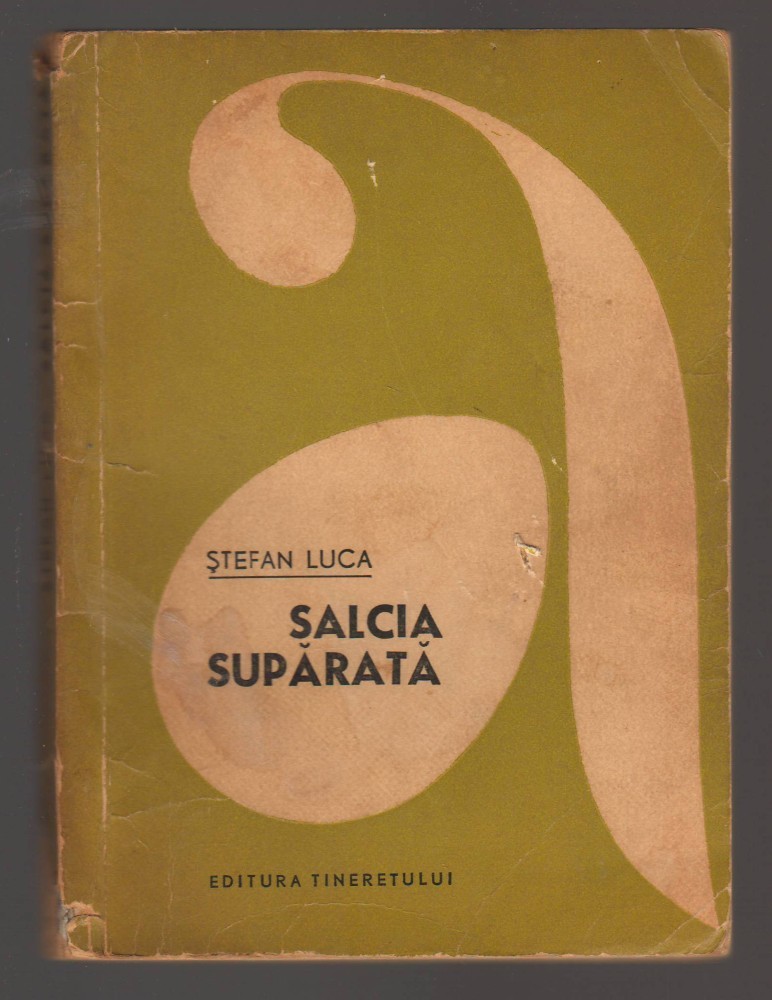 ŞTEFAN LUCA
SALCIA
SUPĂRATĂ
EDITURA TINERETULUI